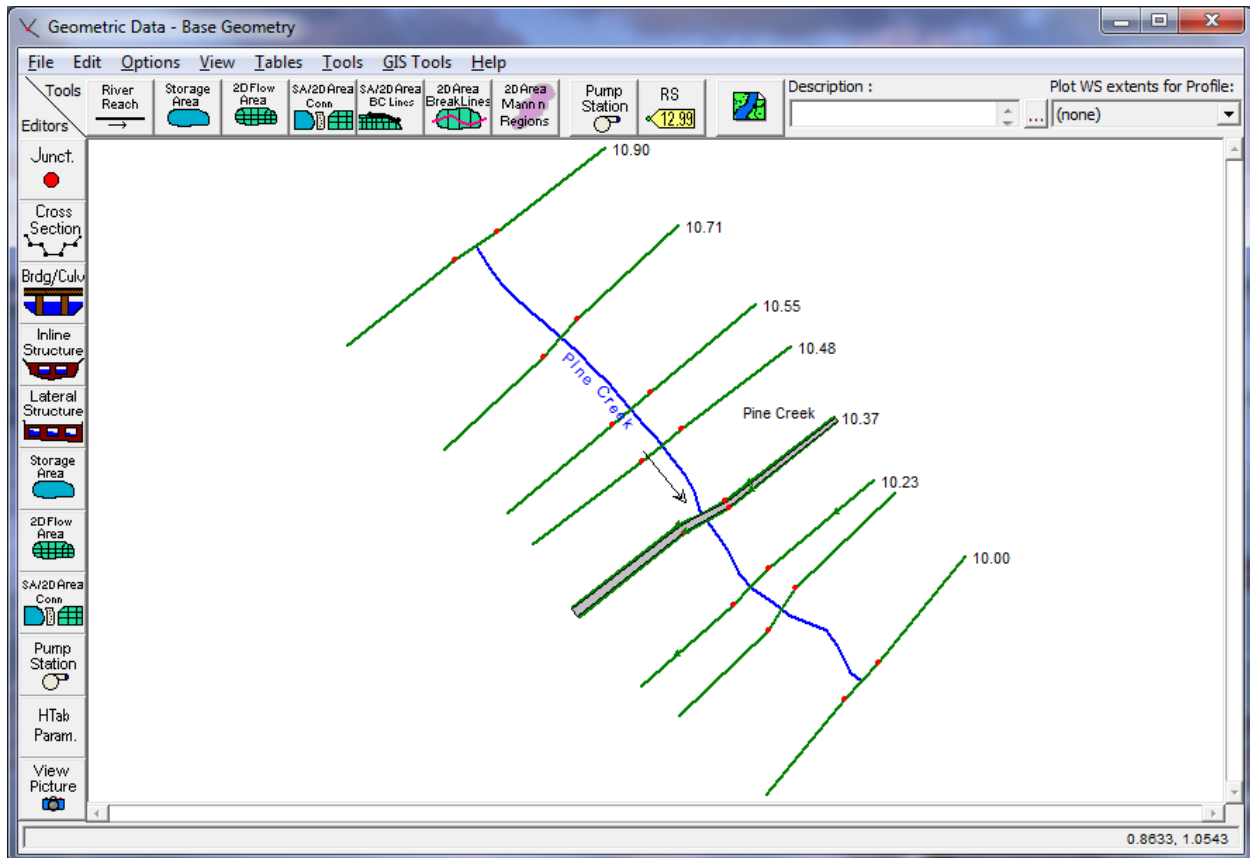 Geometric Data - Base Geometry
File Edit Options View Tables Tools GIS Tools Help
Tools
Editors
River
Reach
Storage
Area
2D Flow
Area
SA/2D Area
Conn
SA/2D Area
BC Lines
2D Area
BreakLines
2D Area
Mann n
Regions
Pump
Station
RS
12.99
Description :
...
Plot WS extents for Profile:
(none)
Junct.
Cross
Section
Brdg/Culv
Inline
Structure
Lateral
Structure
Storage
Area
2D Flow
Area
SA/2D Area
Conn
Pump
Station
HTab
Param.
View
Picture
10.90
10.71
10.55
10.48
Pine Creek
Pine Creek
10.37
10.23
10.00
0.8633, 1.0543